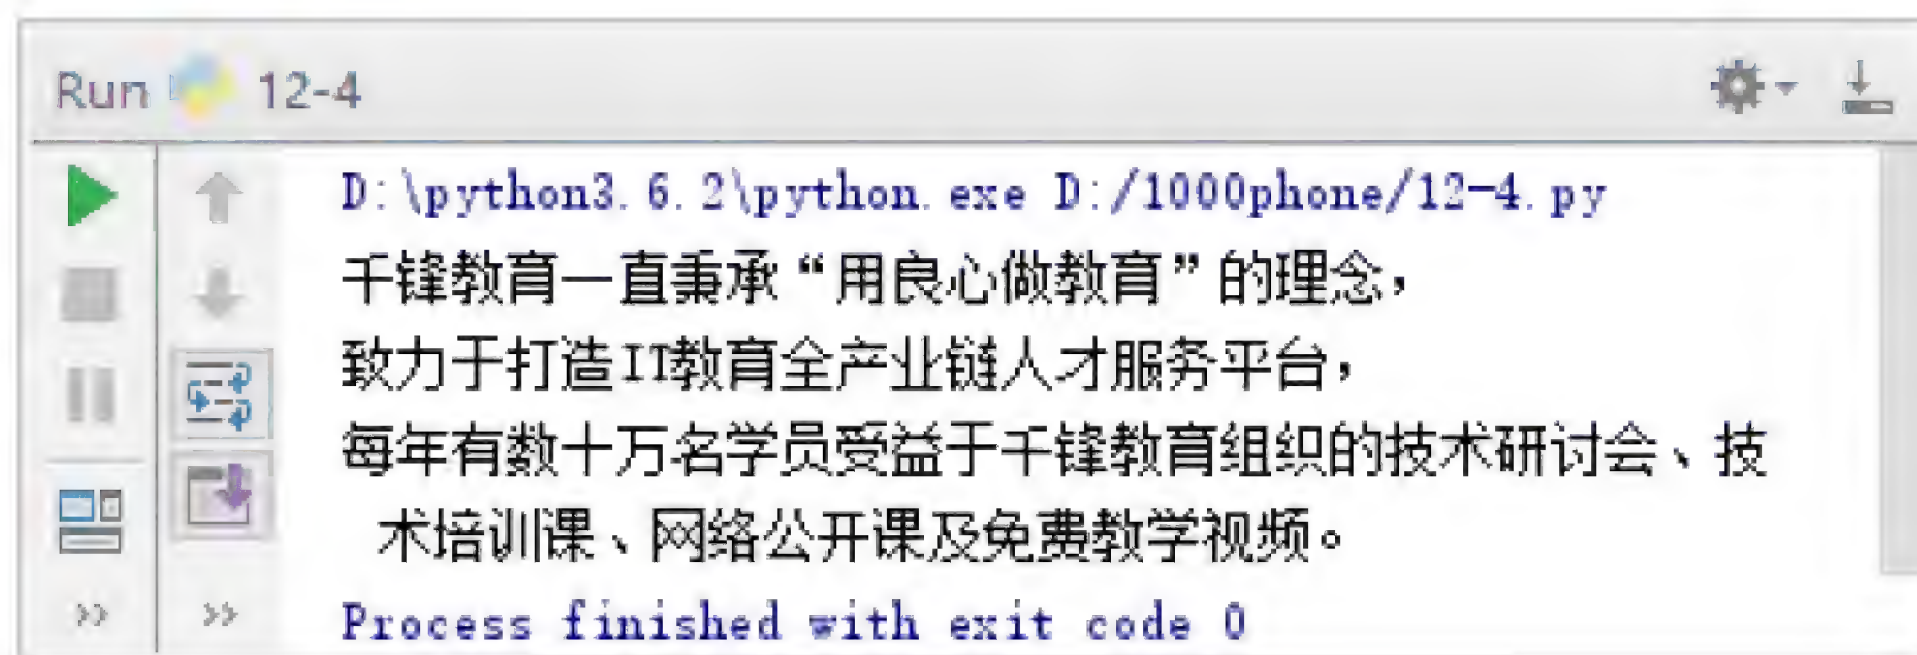 Run 12-4
D:\python3.6.2\python.exe D:/1000phone/12-4.py
千锋教育一直秉承“用良心做教育”的理念，
致力于打造IT教育全产业链人才服务平台，
每年有数十万名学员受益于千锋教育组织的技术研讨会、技
术培训课、网络公开课及免费教学视频。
Process finished with exit code 0